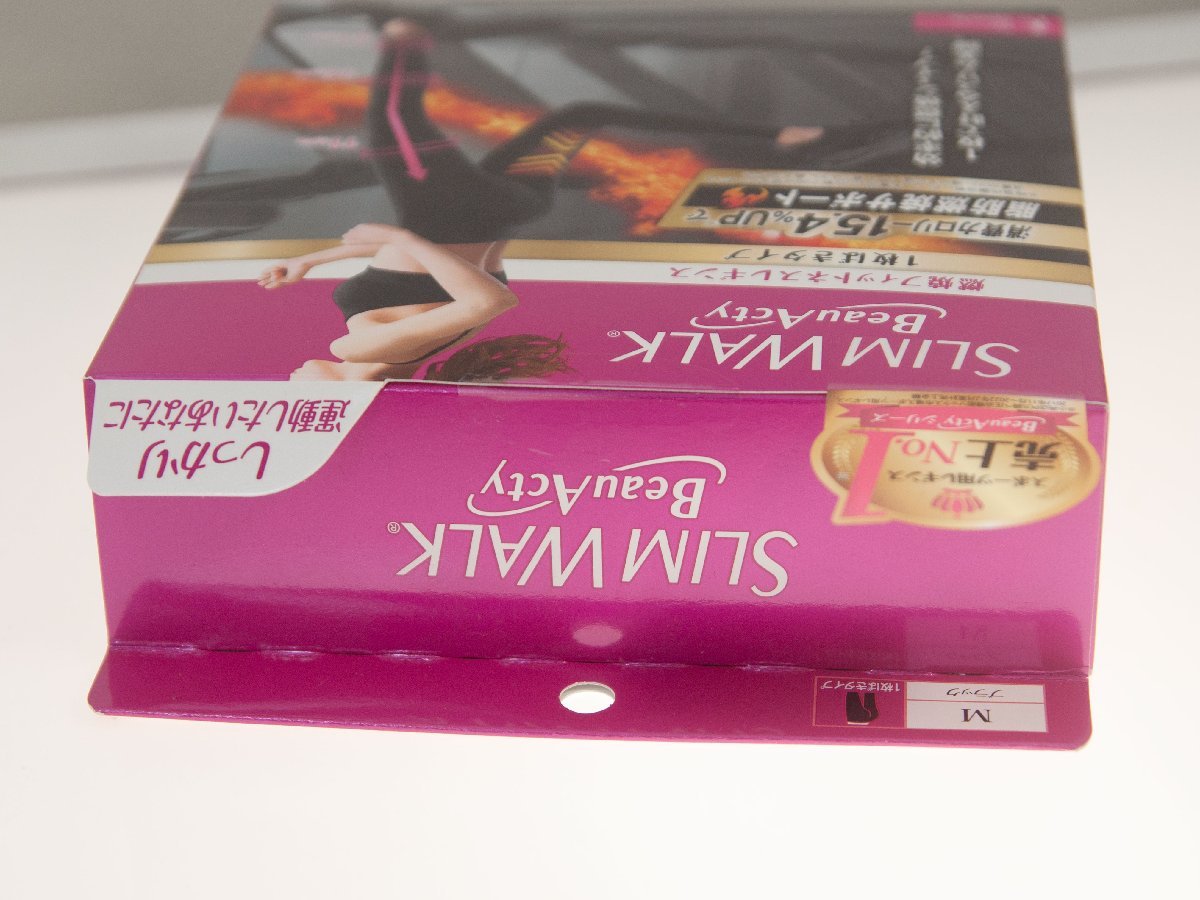 M
ブラック
1枚ばきタイプ
SLIM WALK®
BeauActy
スポーツ用レギンス
売上No.1
BeauActyシリーズ
しっかり
運動したいあなたに
SLIM WALK®
BeauActy
燃焼フィットネスレギンス
1枚ばきタイプ
消費カロリー15.4%UPで
脂肪燃焼サポート